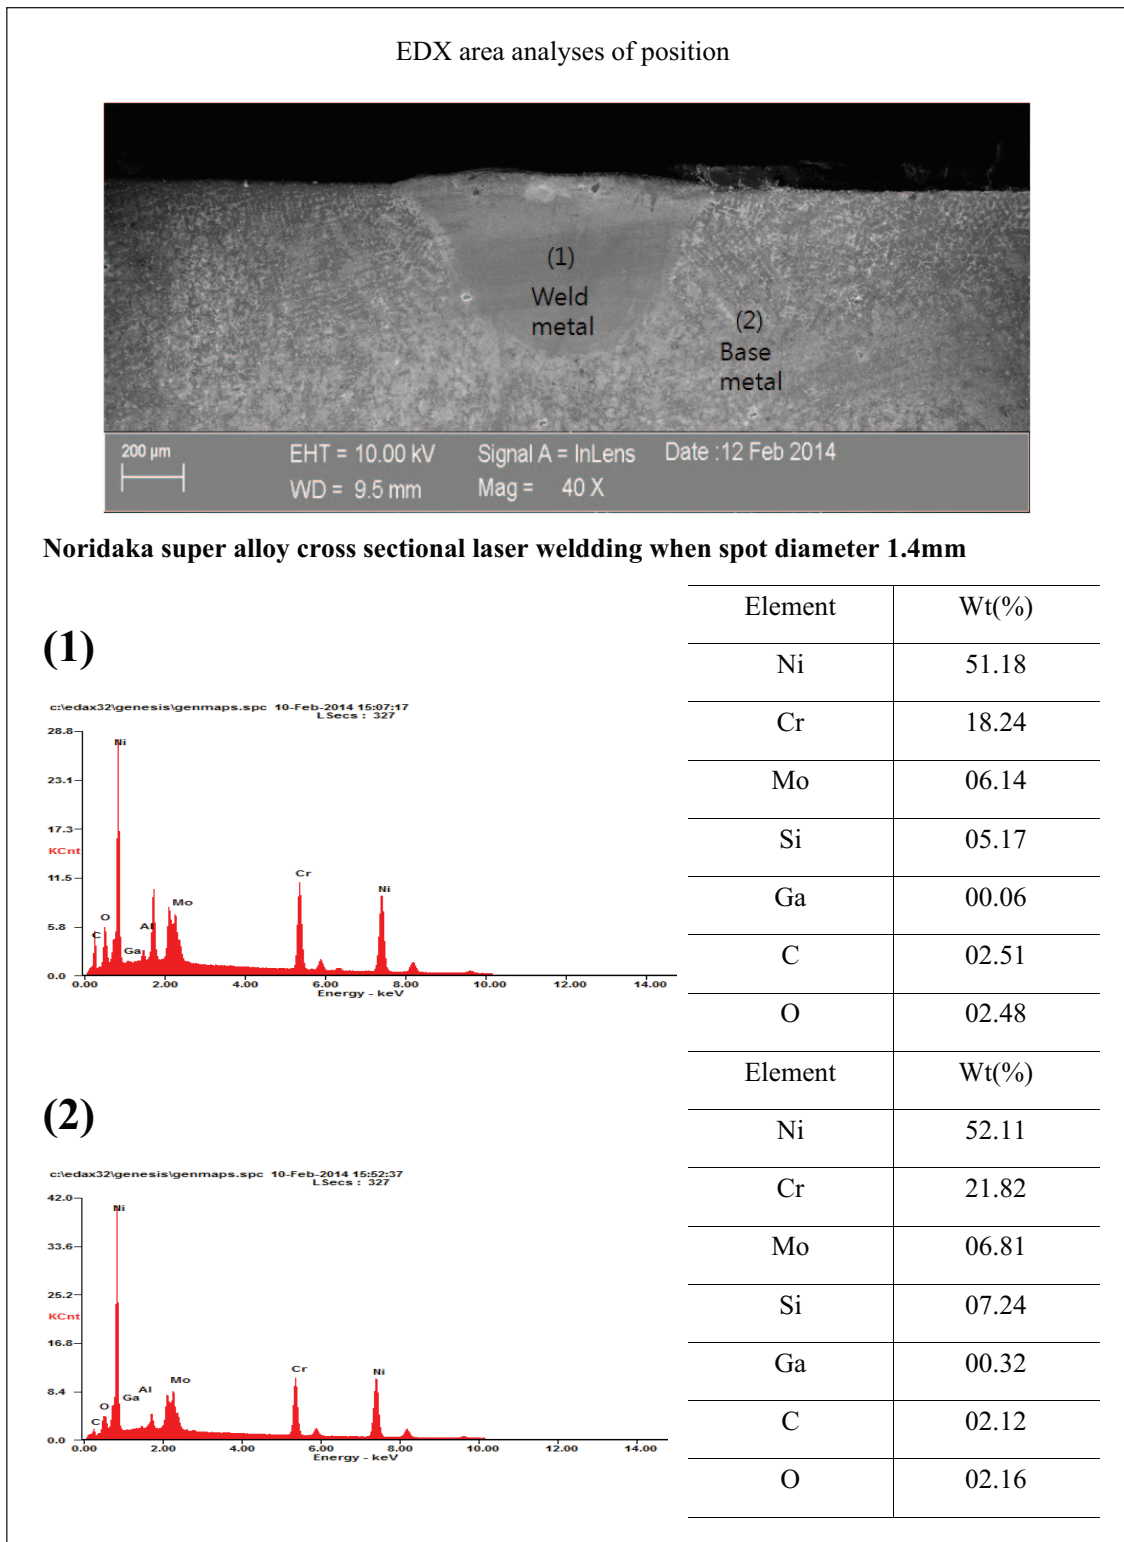 EDX area analyses of position
(1)
Weld
metal
(2)
Base
metal
200 µm
EHT = 10.00 kV Signal A = InLens Date :12 Feb 2014
WD = 9.5 mm Mag = 40 X
Noridaka super alloy cross sectional laser weldding when spot diameter 1.4mm
(1)
c:\edax32\genesis\genmaps.spc 10-Feb-2014 15:07:17
LSecs : 327
28.8
23.1
17.3
KCnt
11.5
5.8
0.0
C
O
Ni
Ga
Al
Mo
Cr
Ni
0.00 2.00 4.00 6.00 8.00 10.00 12.00 14.00
Energy - keV
Element Wt(%)
Ni 51.18
Cr 18.24
Mo 06.14
Si 05.17
Ga 00.06
C 02.51
O 02.48
(2)
c:\edax32\genesis\genmaps.spc 10-Feb-2014 15:52:37
LSecs : 327
42.0
33.6
25.2
KCnt
16.8
8.4
0.0
C
O
Ni
Ga
Al
Mo
Cr
Ni
0.00 2.00 4.00 6.00 8.00 10.00 12.00 14.00
Energy - keV
Element Wt(%)
Ni 52.11
Cr 21.82
Mo 06.81
Si 07.24
Ga 00.32
C 02.12
O 02.16